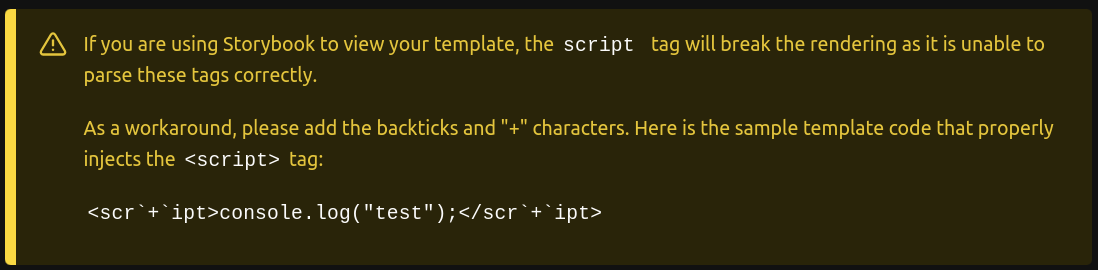 If you are using Storybook to view your template, the script tag will break the rendering as it is unable to
parse these tags correctly.
As a workaround, please add the backticks and "+" characters. Here is the sample template code that properly
injects the <script> tag:
<scr`+`ipt>console.log("test");</scr`+`ipt>